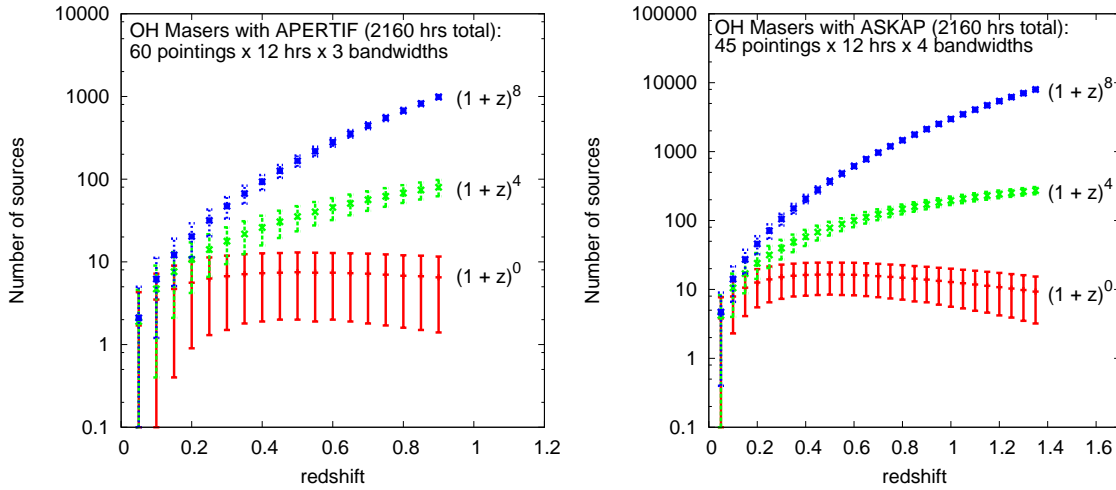 OH Masers with APERTIF (2160 hrs total):
60 pointings x 12 hrs x 3 bandwidths
Number of sources
10000
1000
100
10
1
0.1
(1 + z)^8
(1 + z)^4
(1 + z)^0
0
0.2
0.4
0.6
0.8
1
1.2
redshift
OH Masers with ASKAP (2160 hrs total):
45 pointings x 12 hrs x 4 bandwidths
Number of sources
100000
10000
1000
100
10
1
0.1
(1 + z)^8
(1 + z)^4
(1 + z)^0
0
0.2
0.4
0.6
0.8
1
1.2
1.4
1.6
redshift